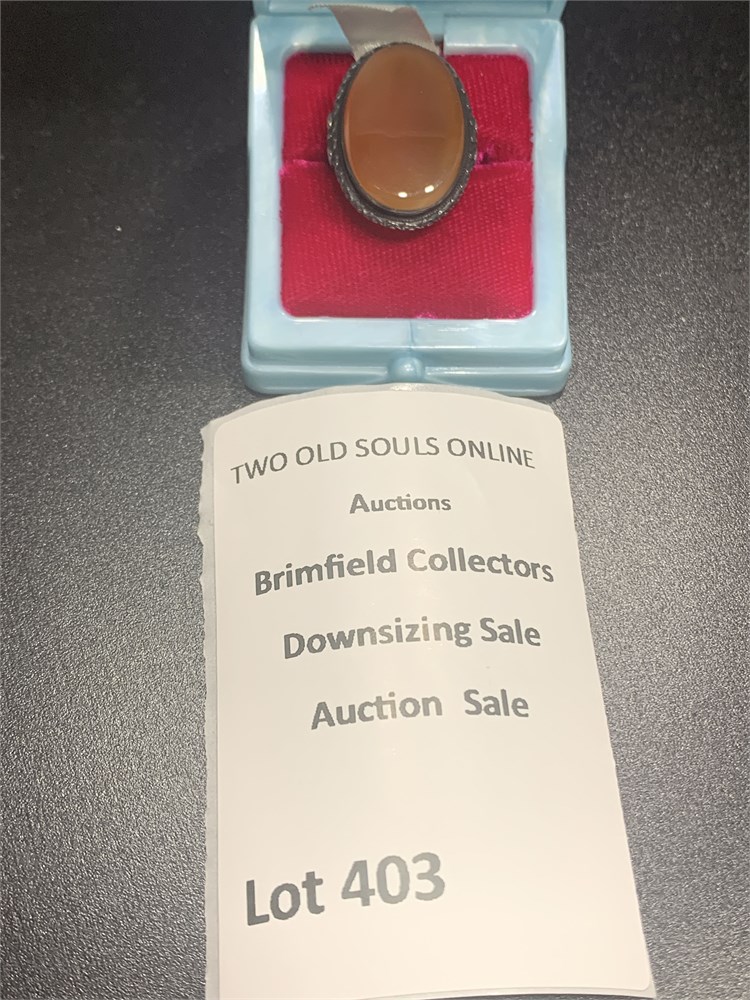 TWO OLD SOULS ONLINE
Auctions
Brimfield Collectors
Downsizing Sale
Auction Sale
Lot 403